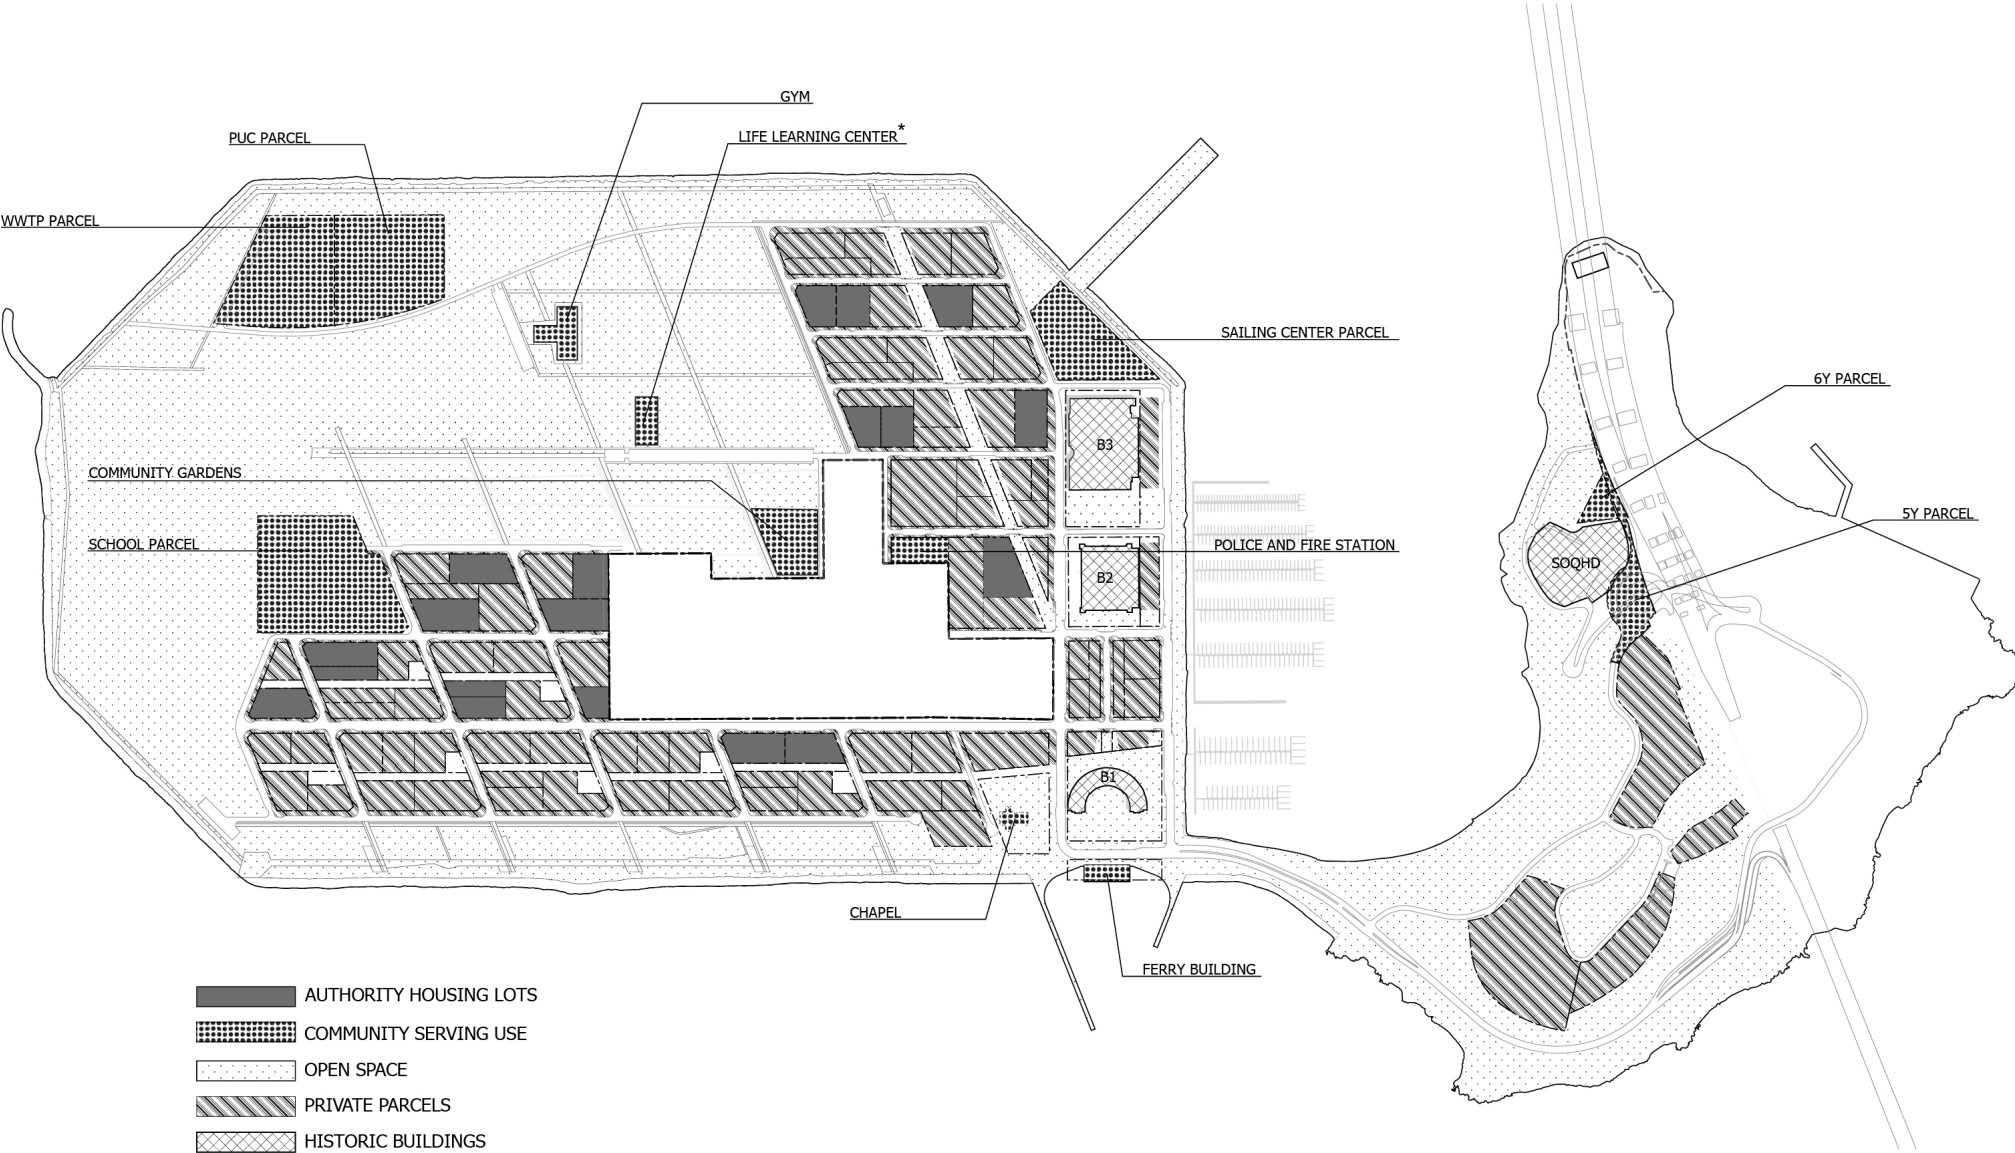 GYM
LIFE LEARNING CENTER*
PUC PARCEL
WWTP PARCEL
SAILING CENTER PARCEL
6Y PARCEL
B3
COMMUNITY GARDENS
5Y PARCEL
SCHOOL PARCEL
POLICE AND FIRE STATION
SOQHD
B2
B1
CHAPEL
FERRY BUILDING
AUTHORITY HOUSING LOTS
COMMUNITY SERVING USE
OPEN SPACE
PRIVATE PARCELS
HISTORIC BUILDINGS